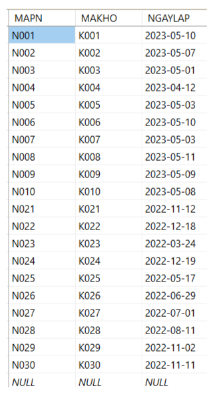 MAPN MAKHO NGAYLAP
N001 K001 2023-05-10
N002 K002 2023-05-07
N003 K003 2023-05-01
N004 K004 2023-04-12
N005 K005 2023-05-03
N006 K006 2023-05-10
N007 K007 2023-05-03
N008 K008 2023-05-11
N009 K009 2023-05-09
N010 K010 2023-05-08
N021 K021 2022-11-12
N022 K022 2022-12-18
N023 K023 2022-03-24
N024 K024 2022-12-19
N025 K025 2022-05-17
N026 K026 2022-06-29
N027 K027 2022-07-01
N028 K028 2022-08-11
N029 K029 2022-11-02
N030 K030 2022-11-11
NULL NULL NULL